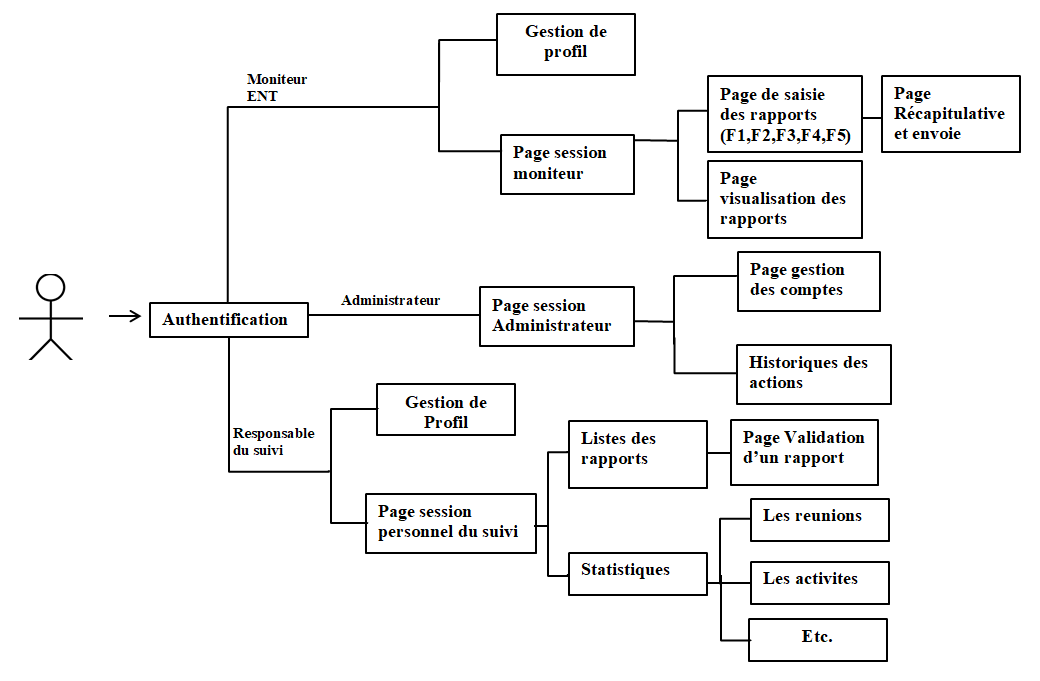 Gestion de
profil
Moniteur
ENT
Page de saisie
des rapports
(F1,F2,F3,F4,F5)
Page
Récapitulative
et envoie
Page session
moniteur
Page
visualisation des
rapports
Page gestion
des comptes
Administrateur
Page session
Administrateur
Authentification
Historiques des
actions
Gestion de
Profil
Responsable
du suivi
Listes des
rapports
Page Validation
d’un rapport
Page session
personnel du suivi
Les reunions
Statistiques
Les activites
Etc.